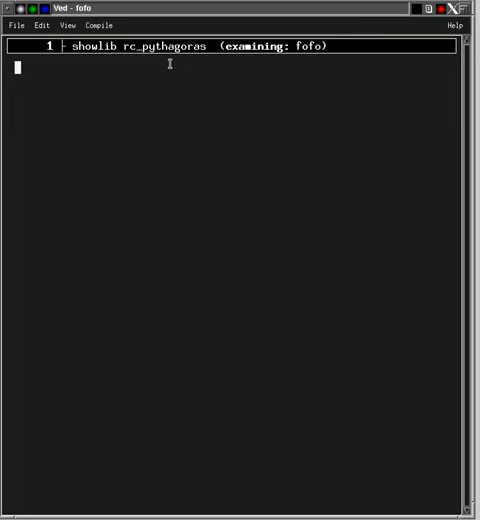 Ved - fofo
File Edit View Compile Help
1 ├ showlib rc_pythagoras (examining: fofo)